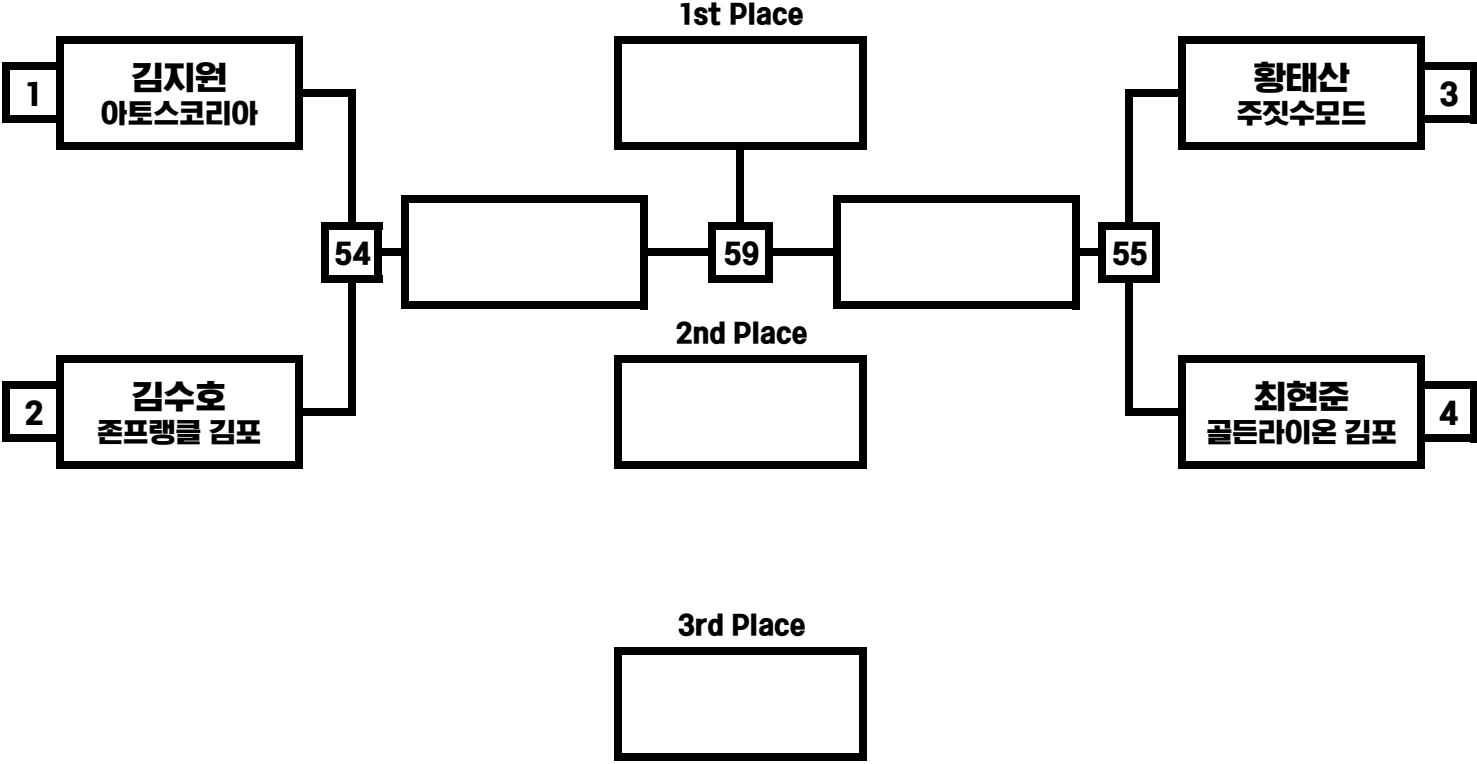 1st Place
1
김지원
아토스코리아
황태산
주짓수모드
3
54
59
55
2nd Place
2
김수호
존프랭클 김포
최현준
골든라이온 김포
4
3rd Place